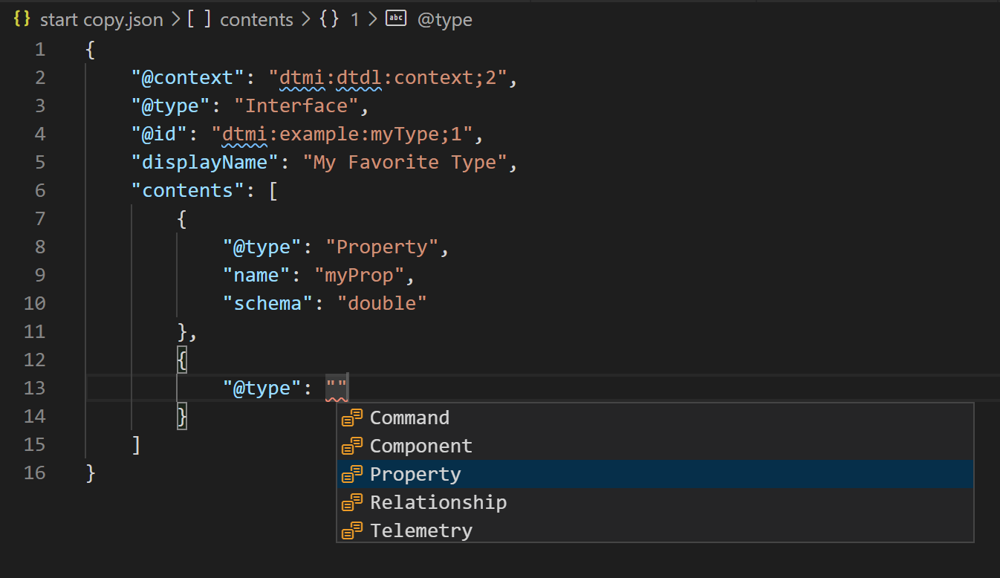 {} start copy.json > [ ] contents > {} 1 > abc @type
1 {
2 "@context": "dtmi:dtdl:context;2",
3 "@type": "Interface",
4 "@id": "dtmi:example:myType;1",
5 "displayName": "My Favorite Type",
6 "contents": [
7 {
8 "@type": "Property",
9 "name": "myProp",
10 "schema": "double"
11 },
12 {
13 "@type": ""
14 }
Command
15 ]
Component
16 }
Property
Relationship
Telemetry